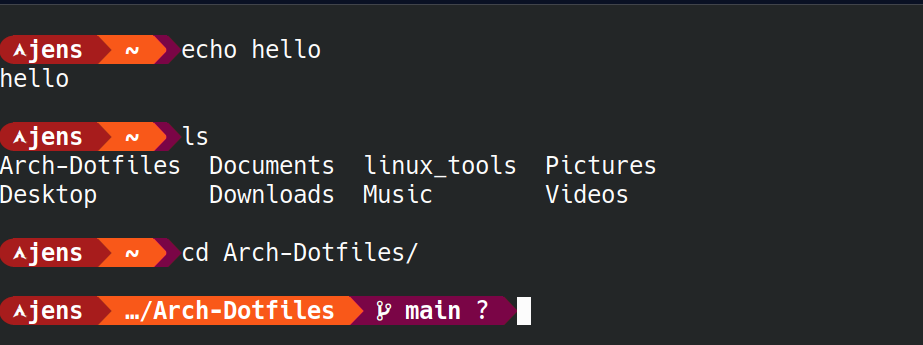 jens ~ echo hello
hello
jens ~ ls
Arch-Dotfiles Documents linux_tools Pictures
Desktop Downloads Music Videos
jens ~ cd Arch-Dotfiles/
jens …/Arch-Dotfiles main ?